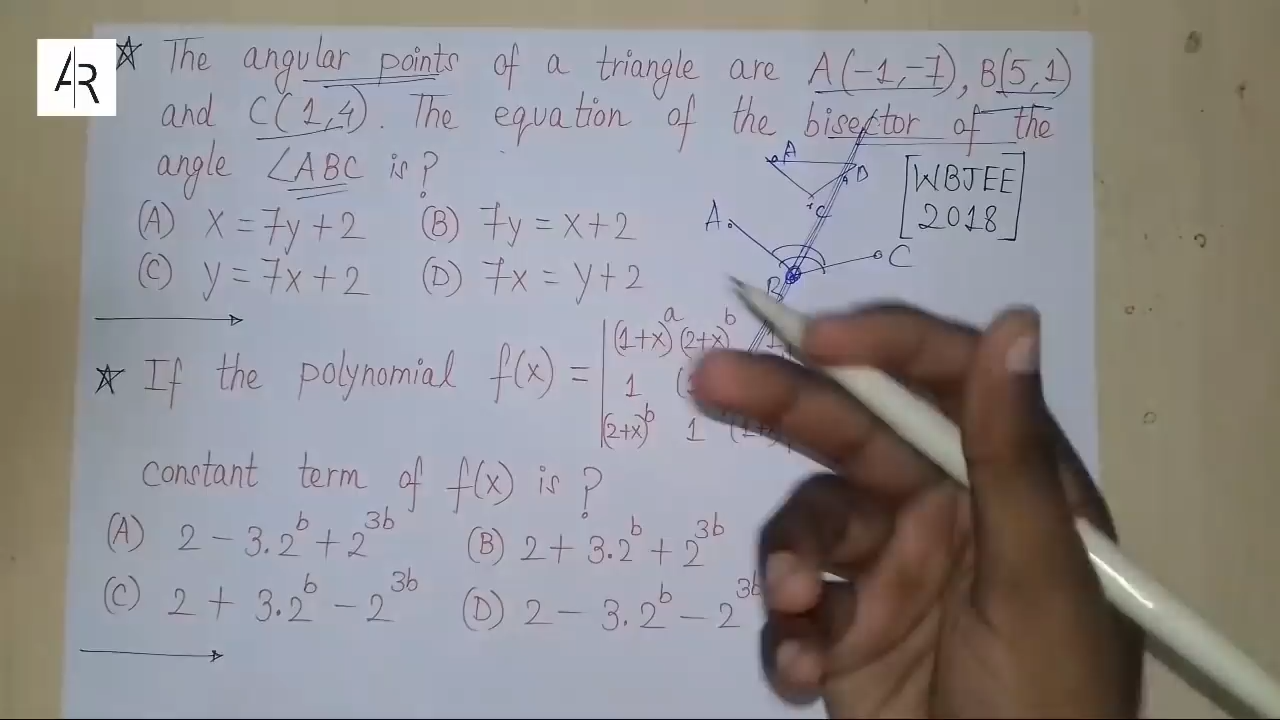 AR
☆ The angular points of a triangle are A(-1,-7), B(5,1)
and C(1,4). The equation of the bisector of the
angle ∠ABC is?
[WBJEE 2018]
(A) x = 7y + 2 (B) 7y = x + 2
(C) y = 7x + 2 (D) 7x = y + 2
A
B
C
A
B
C
☆ If the polynomial f(x) = | (1+x)^a (2+x)^b 1
1
(2+x)^b 1
constant term of f(x) is ?
(A) 2 - 3.2^b + 2^3b (B) 2 + 3.2^b + 2^3b
(C) 2 + 3.2^b - 2^3b (D) 2 - 3.2^b - 2^3b